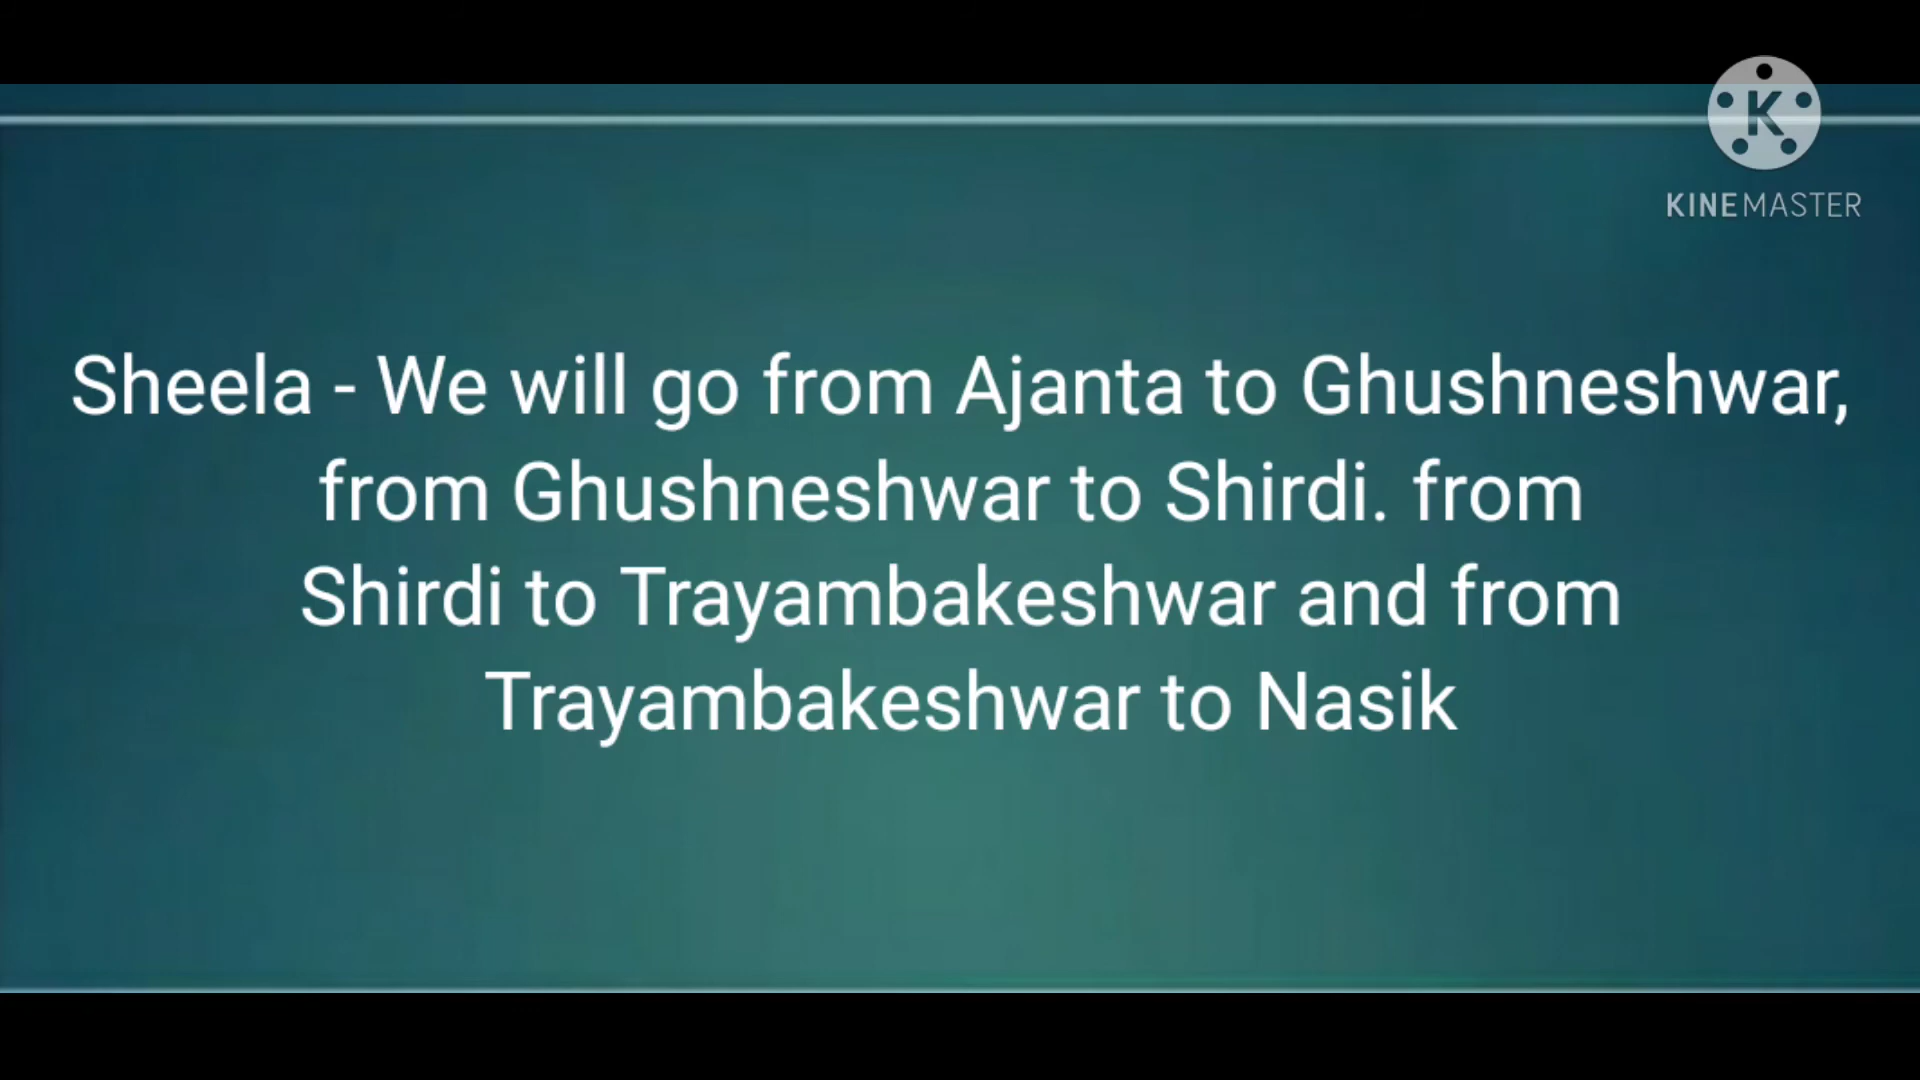 K
KINEMASTER
Sheela - We will go from Ajanta to Ghushneshwar,
from Ghushneshwar to Shirdi. from
Shirdi to Trayambakeshwar and from
Trayambakeshwar to Nasik